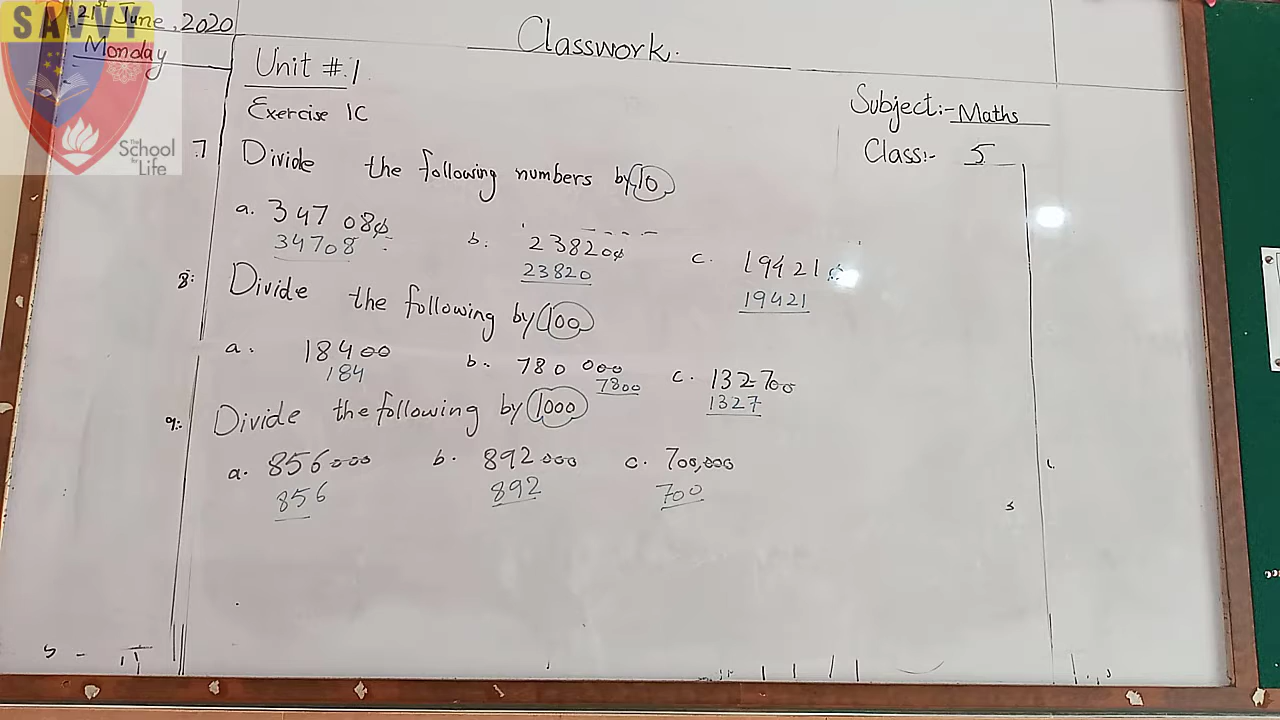 SAVVY
The School for Life
21st June, 2020
Monday
Classwork.
Unit #.1
Exercise 1C
Subject:- Maths
Class:- 5
7 Divide the following numbers by 10
a. 347 080 b. 238200 c. 194210
34708 23820 19421
8: Divide the following by 100
a. 18400 b. 780 000 c. 132700
184 7800 1327
9: Divide the following by 1000
a. 856000 b. 892000 c. 700,000
856 892 700